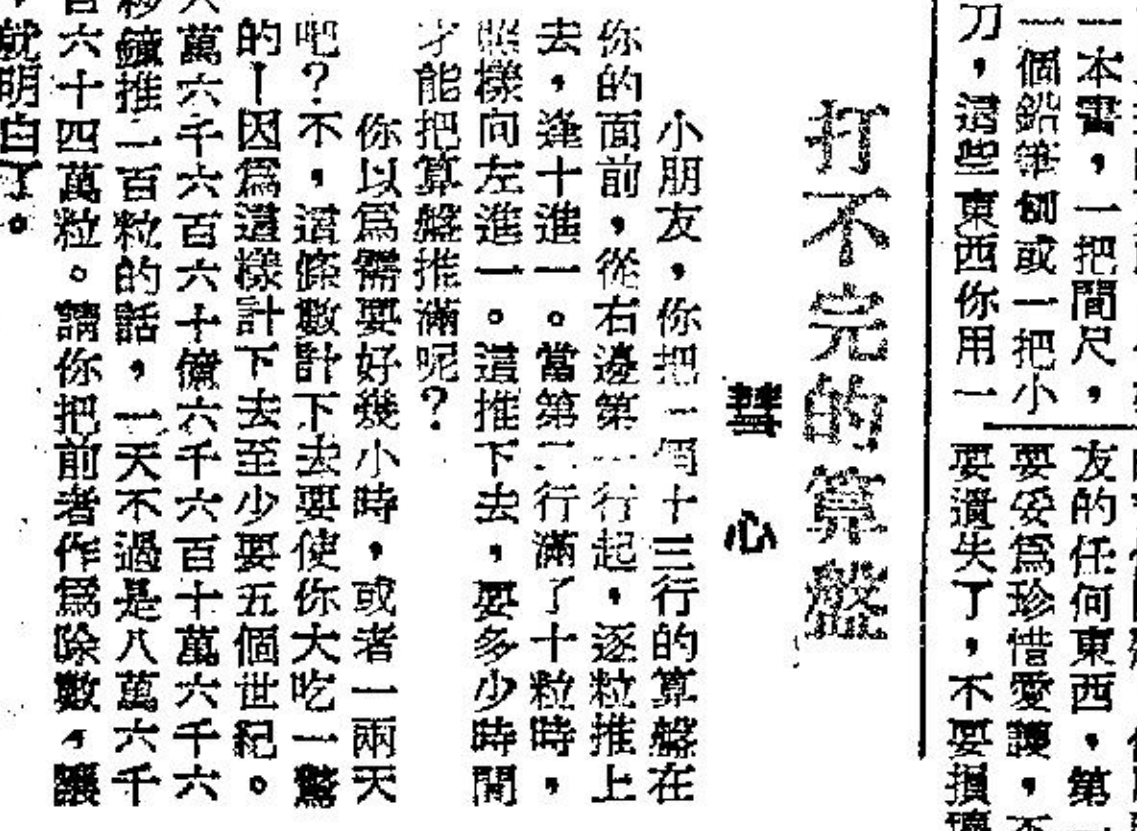 一本書，一把間尺，
一個鉛筆刨或一把小
刀，這些東西你用一
友的任何東西，第一
要妥爲珍惜愛護，不
要遺失了，不要損壞
打不完的算盤
彗心
小朋友，你把一個十三行的算盤在
你的面前，從右邊第一行起，逐粒推上
去，逢十進一。當第二行滿了十粒時，
照樣向左進一。這推下去，要多少時間
才能把算盤推滿呢？
你以爲需要好幾小時，或者一兩天
吧？不，這條數計下去要使你大吃一驚
的！因爲這樣計下去至少要五個世紀。
六萬六千六百六十億六千六百十萬六千六
秒鐘推二百粒的話，一天不過是八萬六千
百六十四萬粒。請你把前者作爲除數，讓
，就明白了。